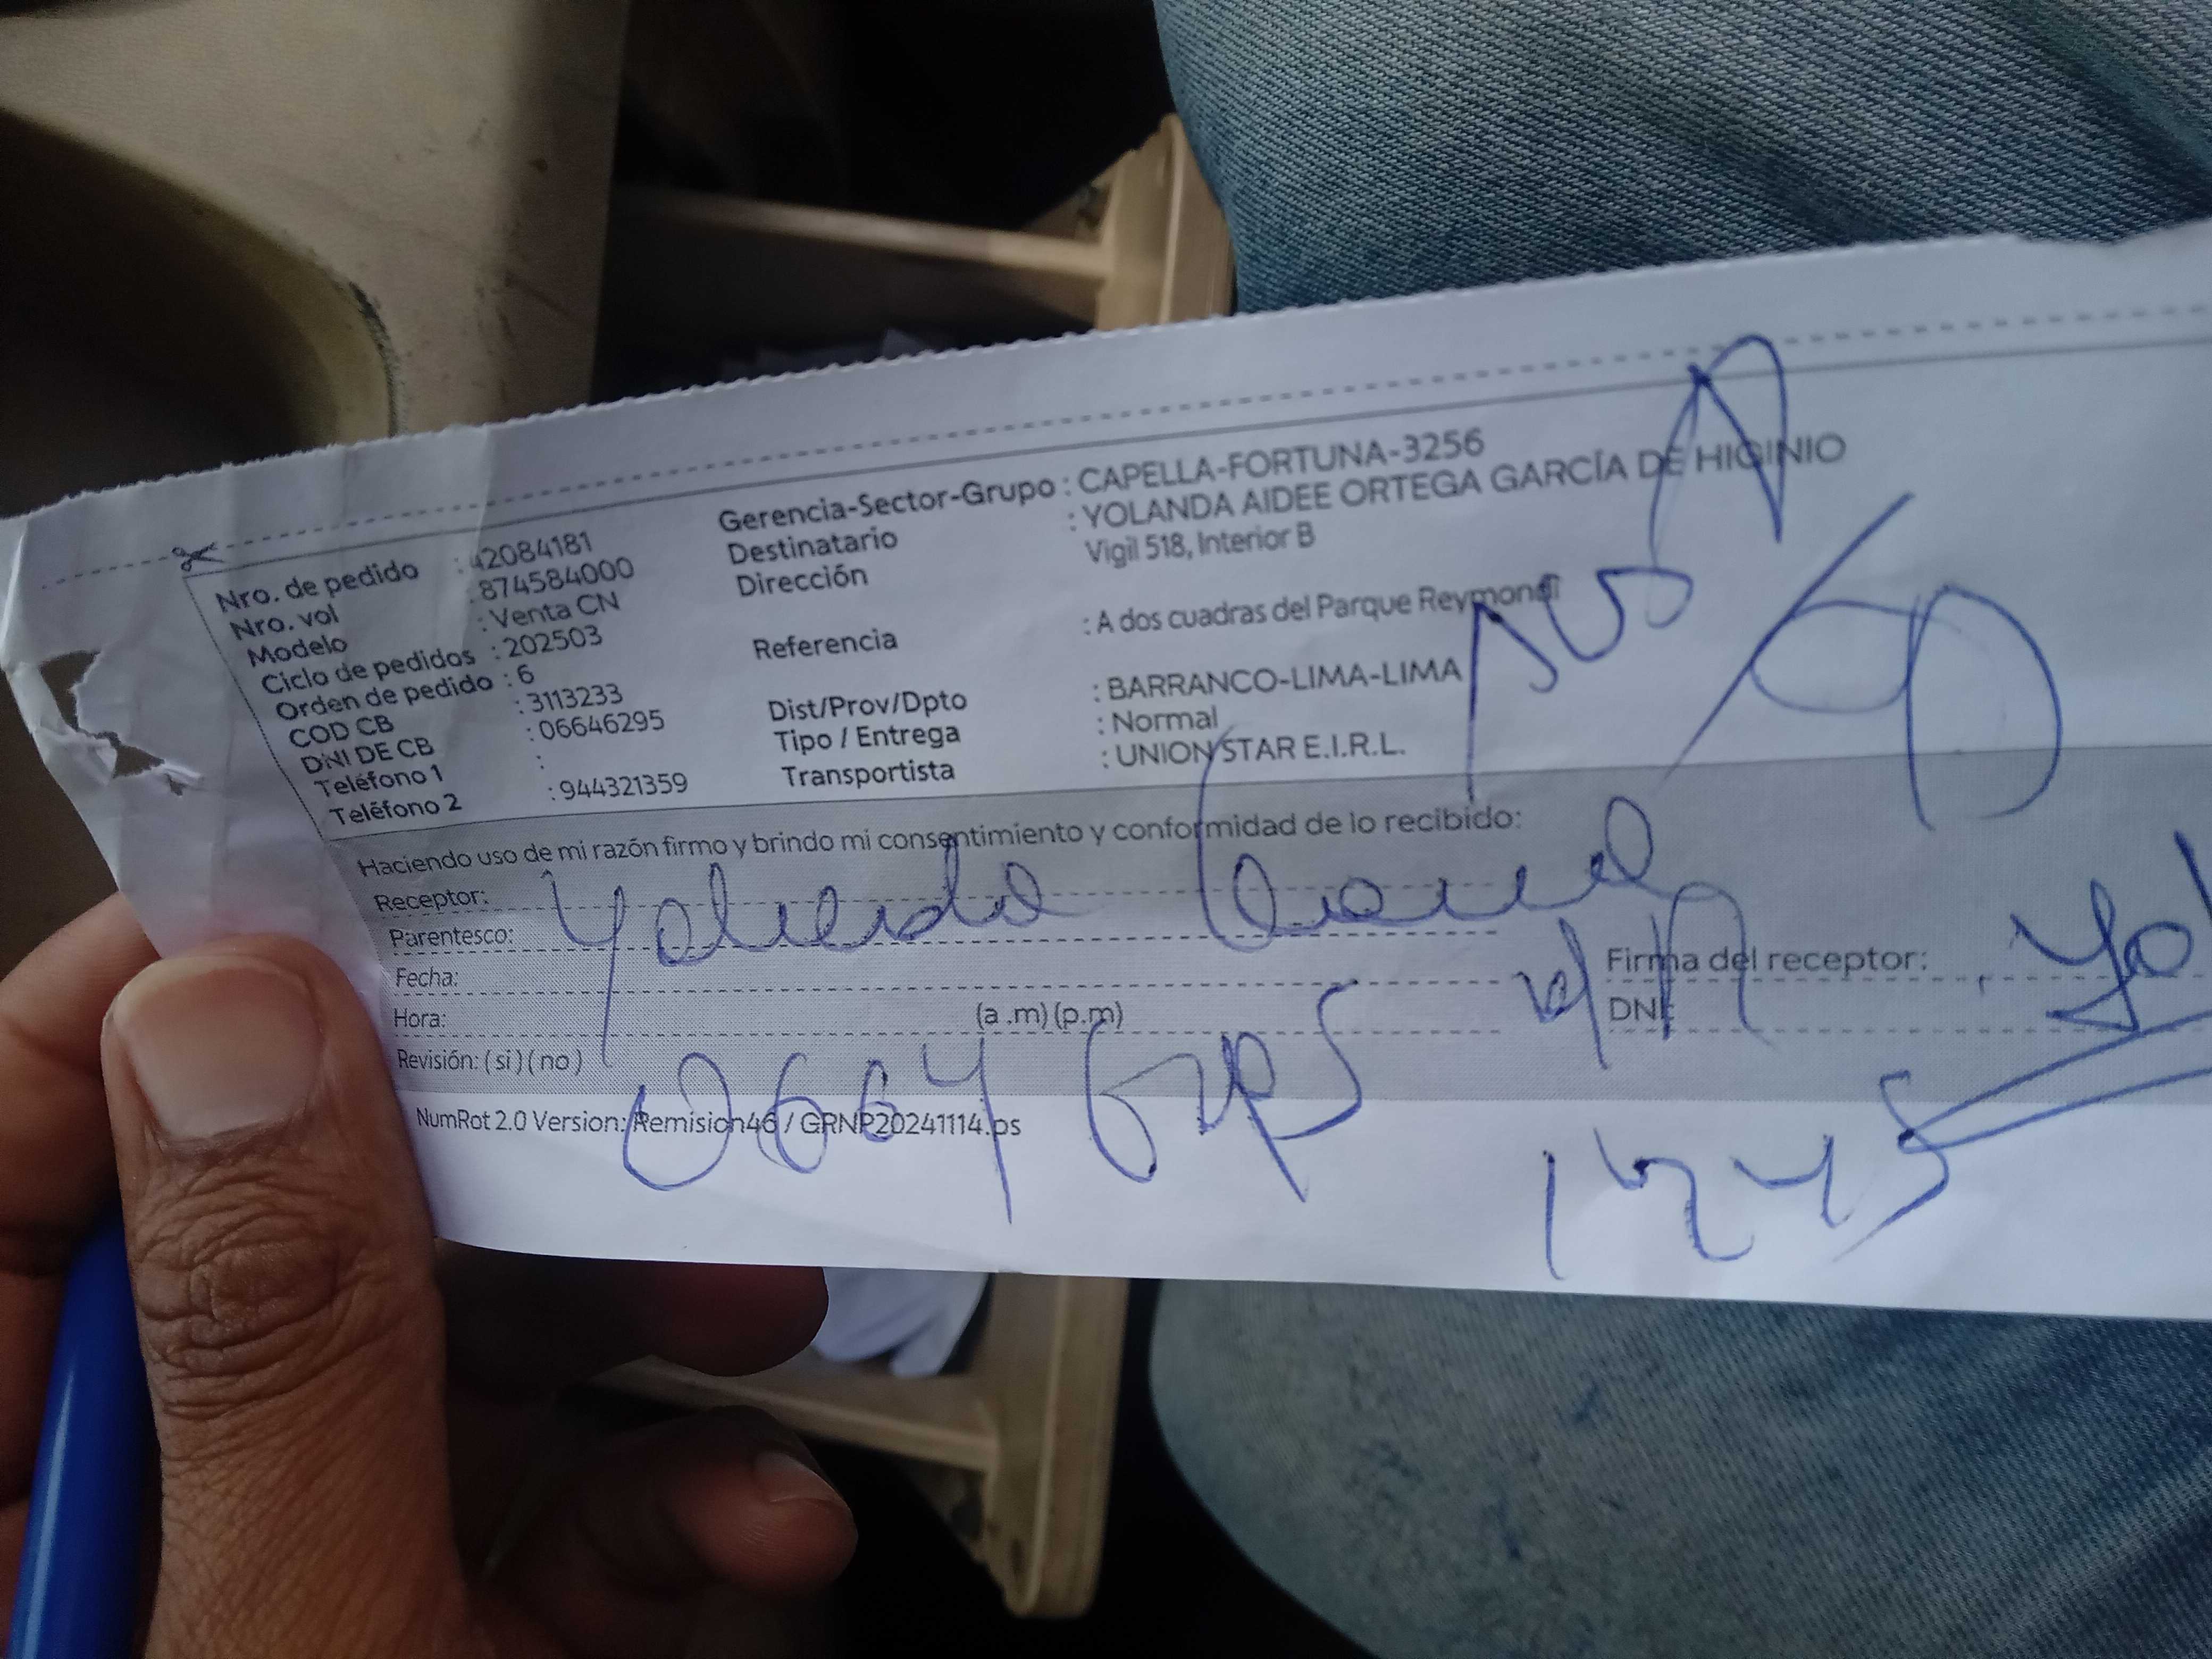 Nro. de pedido : 42084181
Nro. vol : 874584000
Modelo : Venta CN
Ciclo de pedidos : 202503
Orden de pedido : 6
COD CB : 3113233
DNI DE CB : 06646295
Teléfono 1 :
Teléfono 2 : 944321359
Gerencia-Sector-Grupo : CAPELLA-FORTUNA-3256
Destinatario : YOLANDA AIDEE ORTEGA GARCÍA DE HIGINIO
Dirección Vigil 518, Interior B
Referencia : A dos cuadras del Parque Reymondi
Dist/Prov/Dpto : BARRANCO-LIMA-LIMA
Tipo / Entrega : Normal
Transportista : UNION STAR E.I.R.L.
Haciendo uso de mi razón firmo y brindo mi consentimiento y conformidad de lo recibido:
Receptor:
Parentesco:
Fecha:
Hora: (a .m) (p.m)
Revisión: ( si ) ( no )
Firma del receptor:
DNI:
NumRot 2.0 Version: Remision46 / GRNP20241114.ps
1245